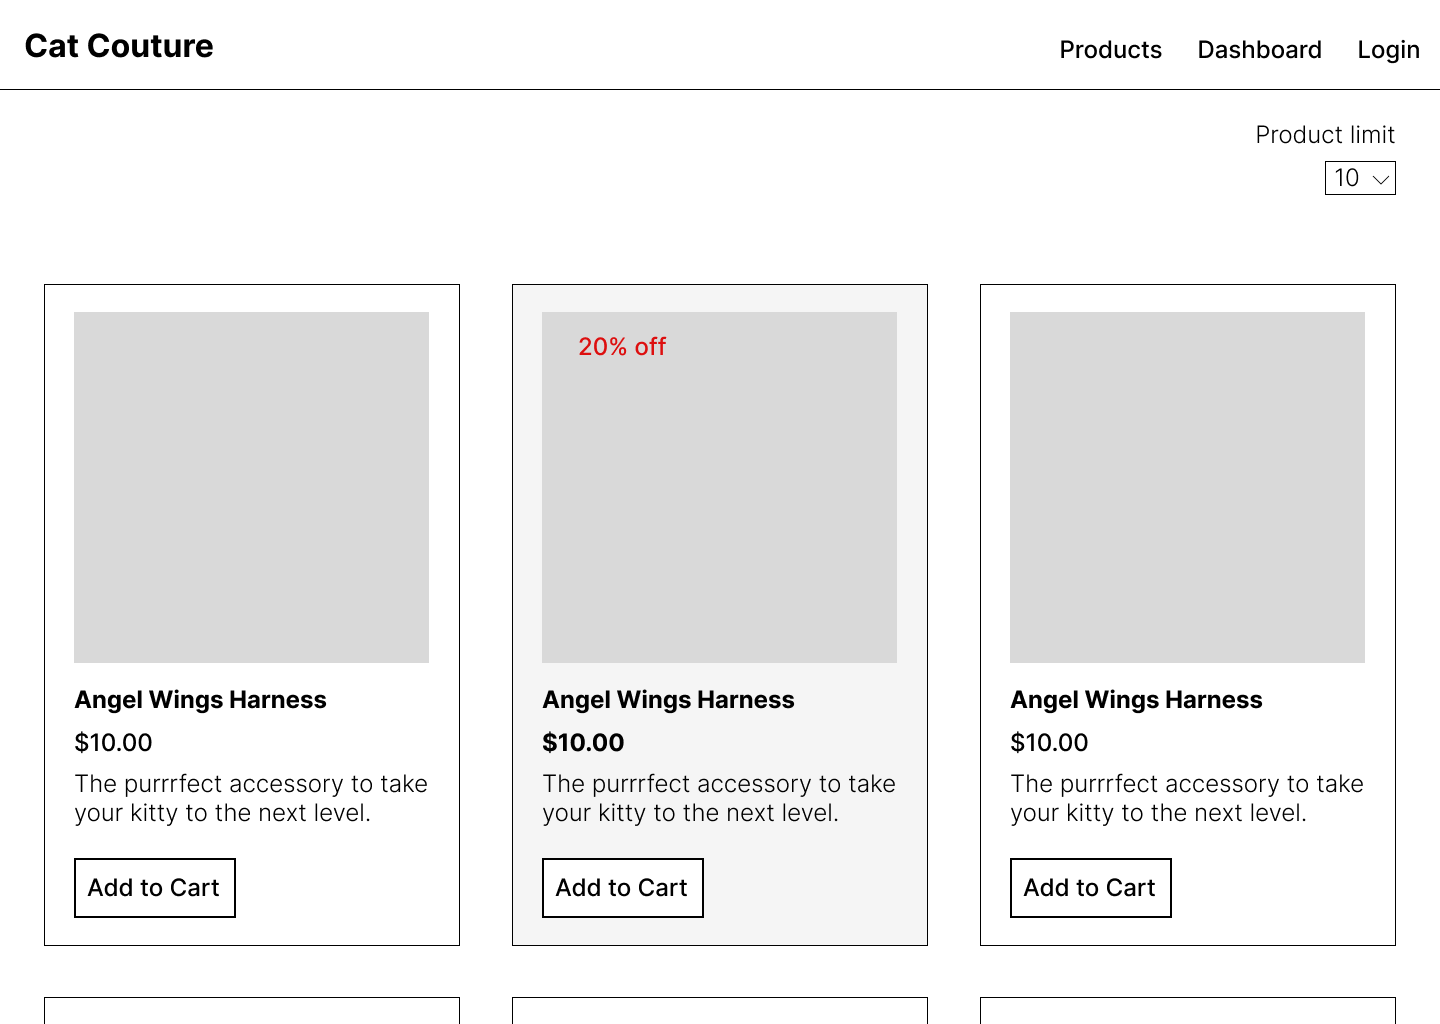 Cat Couture
Products Dashboard Login
Product limit
10
20% off
Angel Wings Harness
$10.00
The purrrfect accessory to take
your kitty to the next level.
Add to Cart
Angel Wings Harness
$10.00
The purrrfect accessory to take
your kitty to the next level.
Add to Cart
Angel Wings Harness
$10.00
The purrrfect accessory to take
your kitty to the next level.
Add to Cart